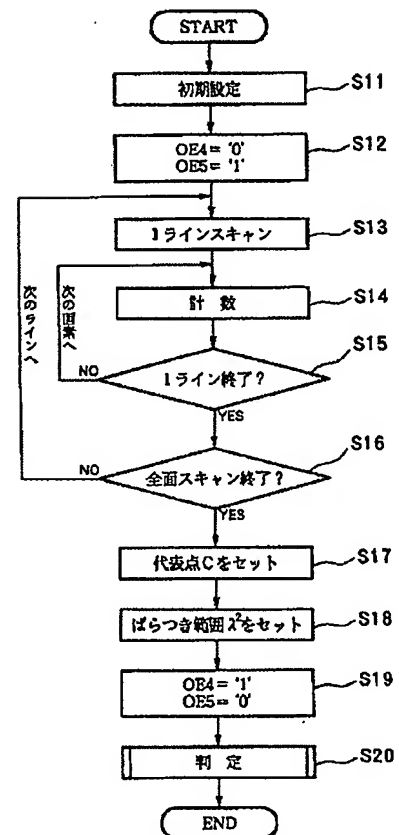 START
初期設定
S11
OE4= '0'
OE5= '1'
S12
1ラインスキャン
S13
計 数
S14
1ライン終了?
S15
NO
YES
次の画素へ
次のラインへ
全面スキャン終了?
S16
NO
YES
代表点Cをセット
S17
ばらつき範囲λ²をセット
S18
OE4= '1'
OE5= '0'
S19
判 定
S20
END